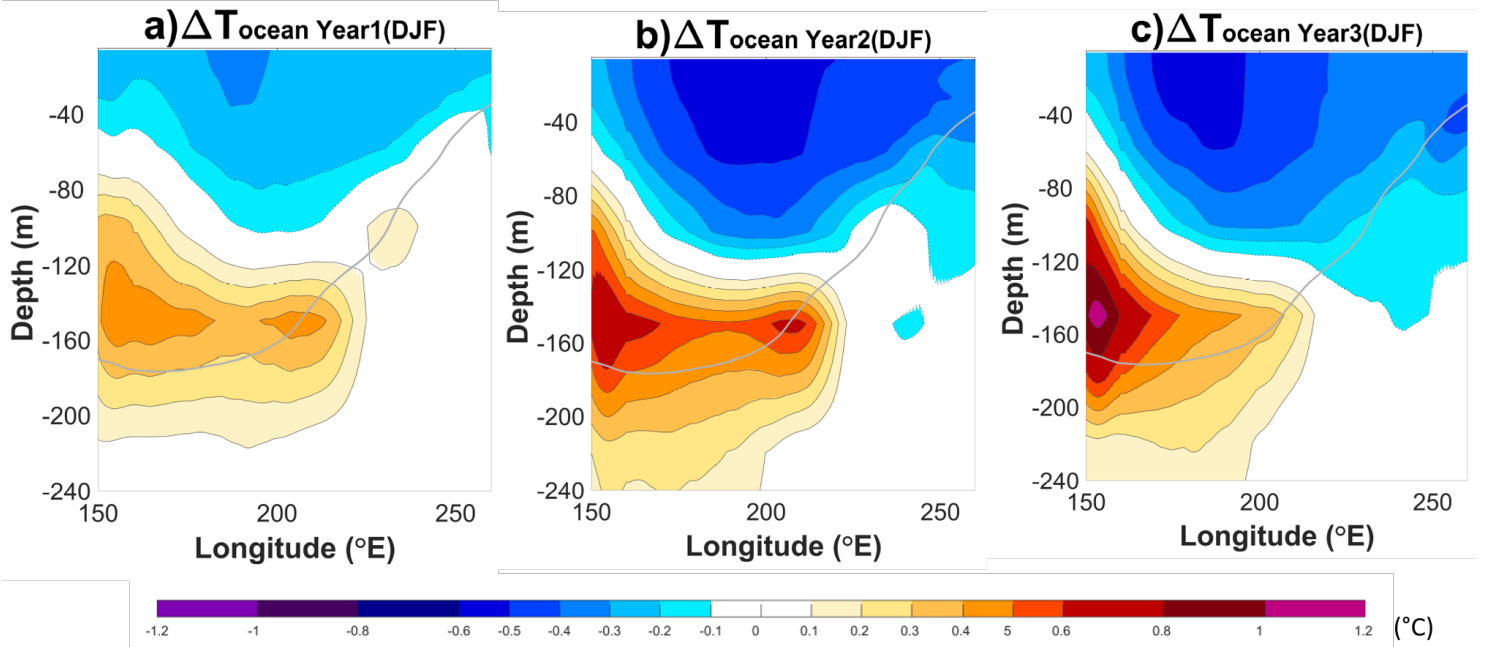 a)ΔTocean Year1(DJF)
b)ΔTocean Year2(DJF)
c)ΔTocean Year3(DJF)
Depth (m)
-40
-80
-120
-160
-200
-240
150
200
250
Longitude (°E)
Depth (m)
-40
-80
-120
-160
-200
-240
150
200
250
Longitude (°E)
Depth (m)
-40
-80
-120
-160
-200
-240
150
200
250
Longitude (°E)
-1.2 -1 -0.8 -0.6 -0.5 -0.4 -0.3 -0.2 -0.1 0 0.1 0.2 0.3 0.4 5 0.6 0.8 1 1.2 (°C)